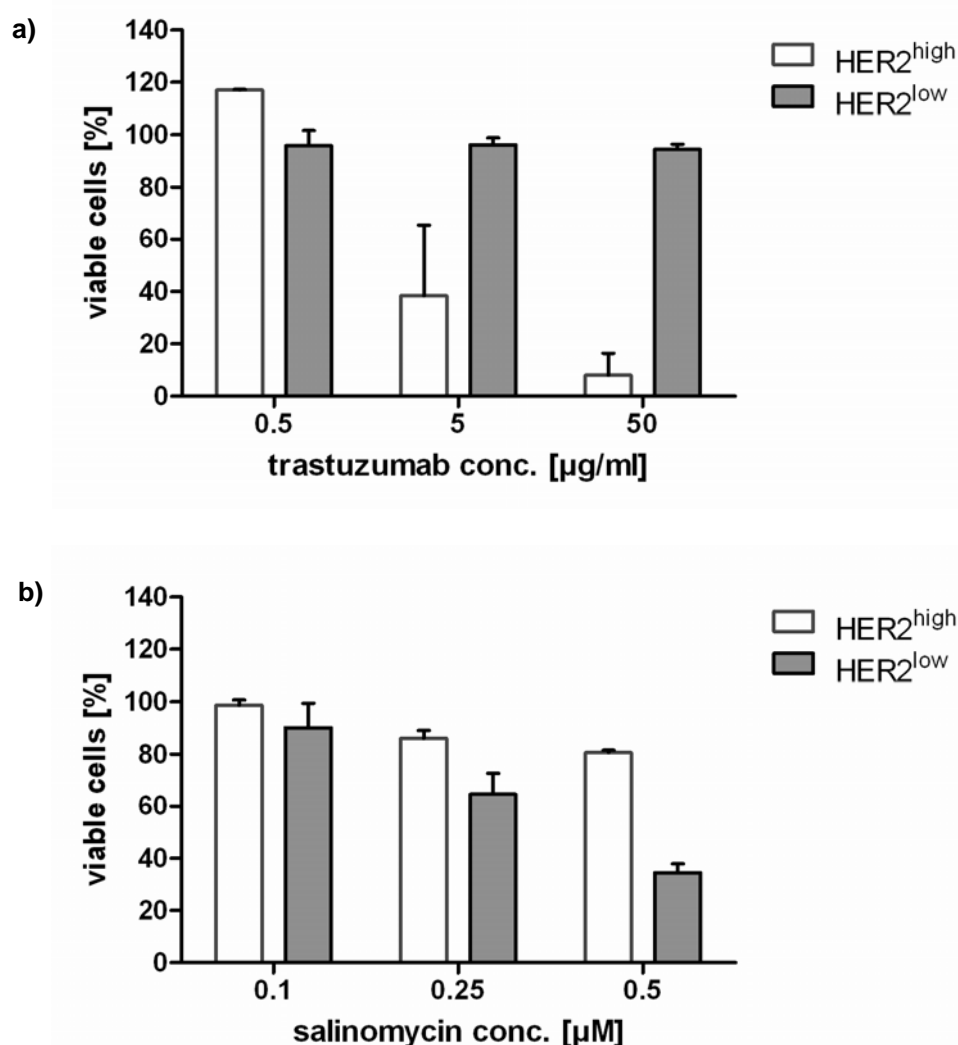 a)
140
120
100
80
60
40
20
0
viable cells [%]
0.5 5 50
trastuzumab conc. [µg/ml]
HER2high
HER2low
b)
140
120
100
80
60
40
20
0
viable cells [%]
0.1 0.25 0.5
salinomycin conc. [µM]
HER2high
HER2low